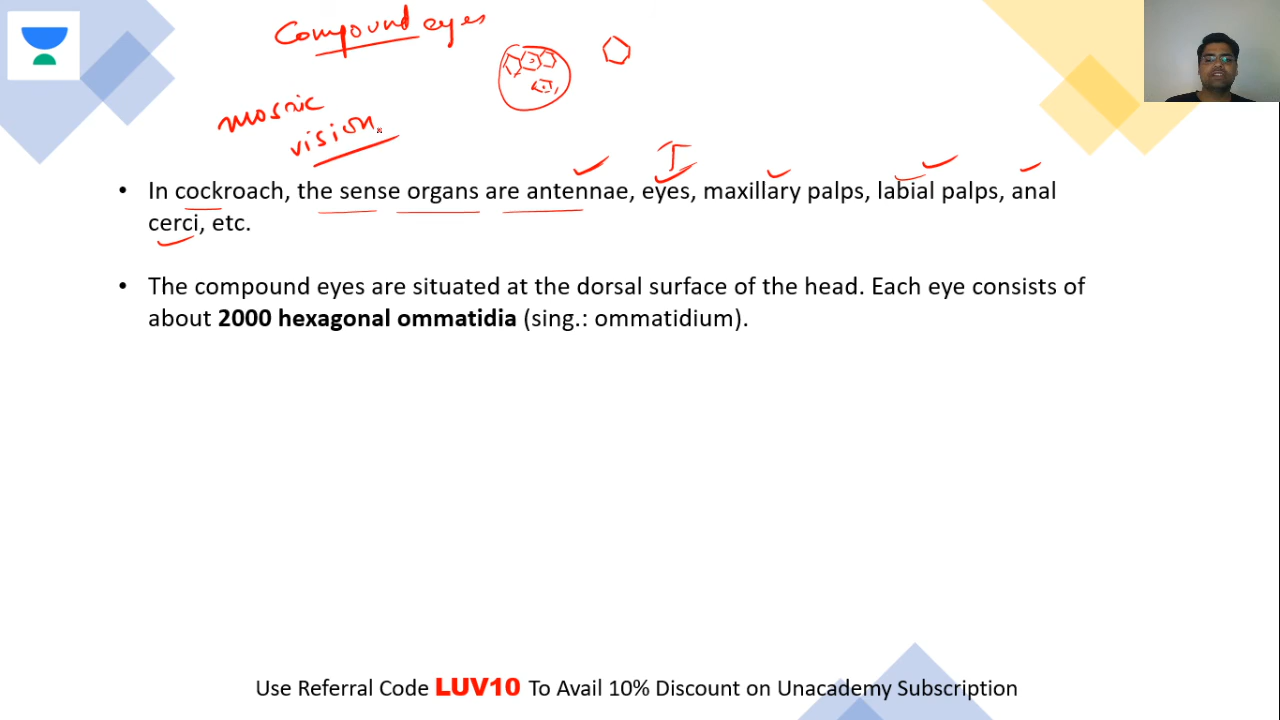 Compound eyes
mosaic
vision
• In cockroach, the sense organs are antennae, eyes, maxillary palps, labial palps, anal
cerci, etc.
• The compound eyes are situated at the dorsal surface of the head. Each eye consists of
about 2000 hexagonal ommatidia (sing.: ommatidium).
Use Referral Code LUV10 To Avail 10% Discount on Unacademy Subscription